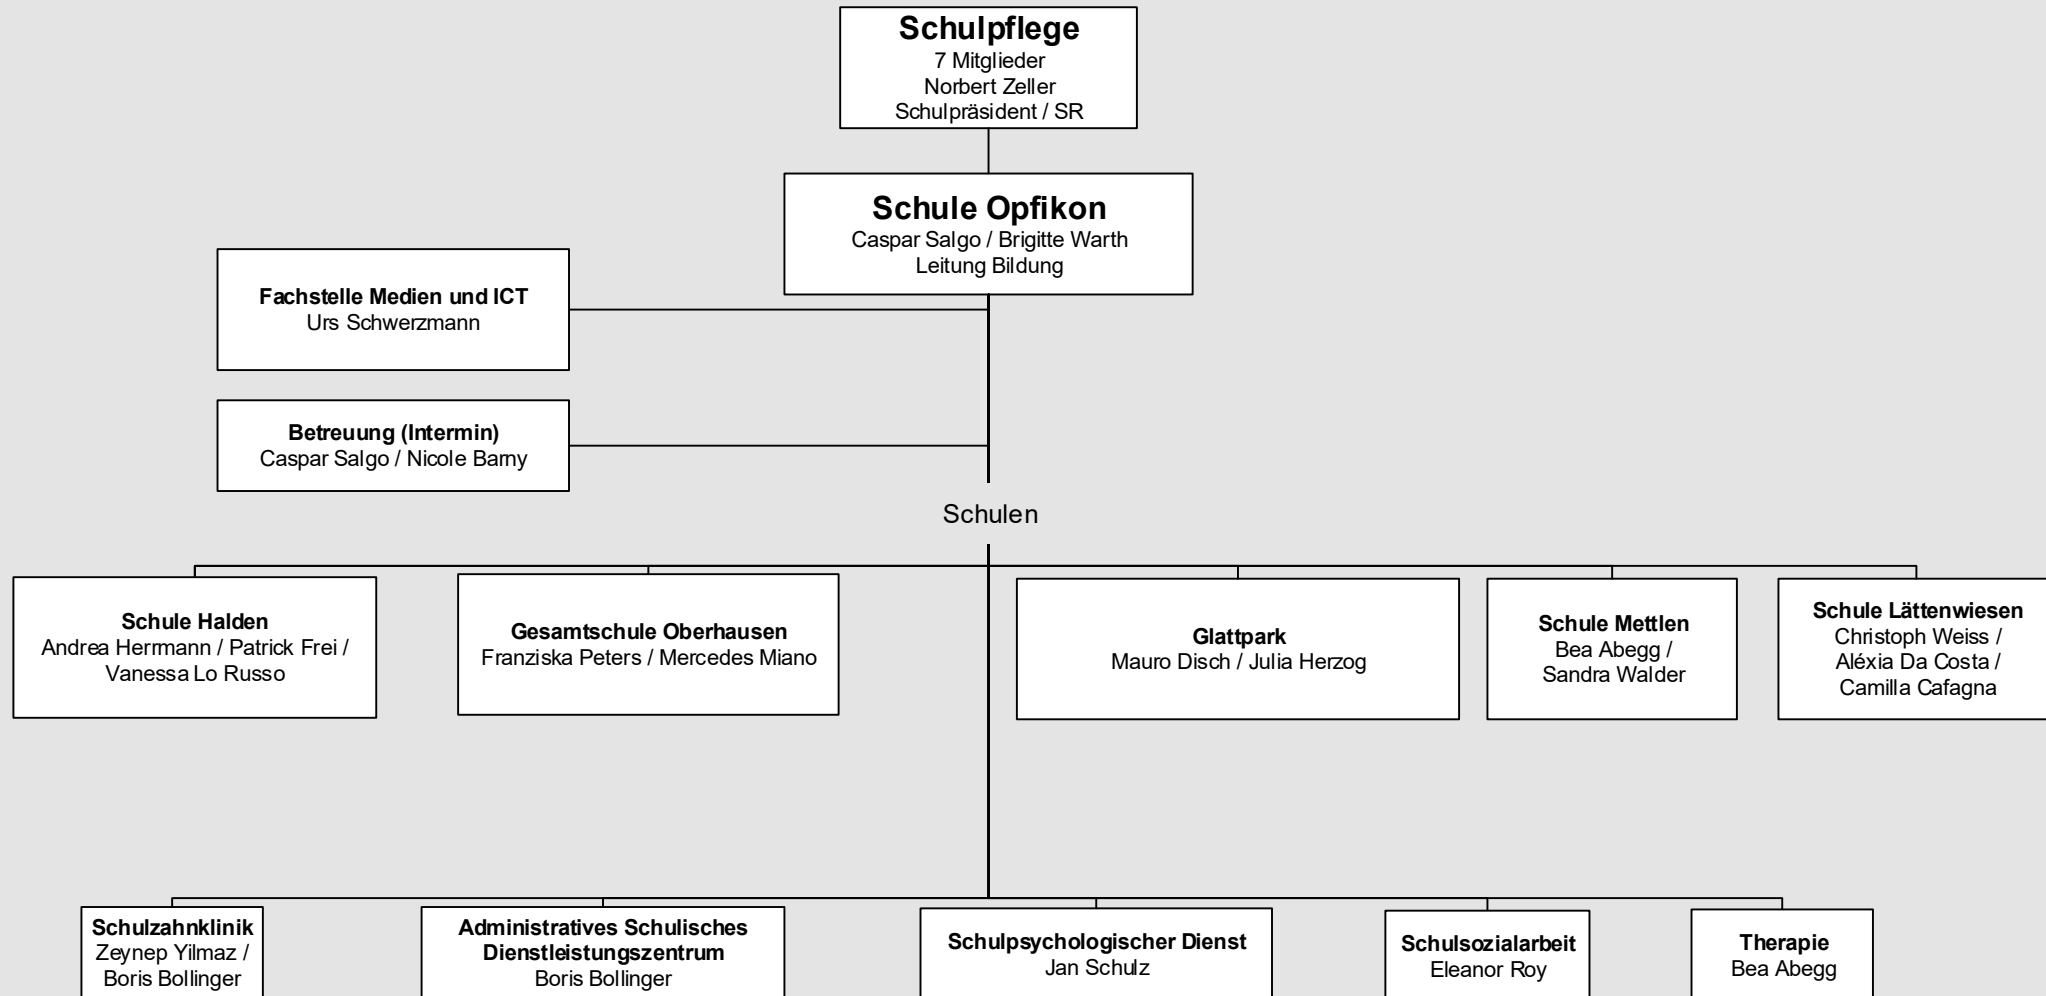 Schulpflege
7 Mitglieder
Norbert Zeller
Schulpräsident / SR
Schule Opfikon
Caspar Salgo / Brigitte Warth
Leitung Bildung
Fachstelle Medien und ICT
Urs Schwerzmann
Betreuung (Intermin)
Caspar Salgo / Nicole Barny
Schulen
Schule Halden
Andrea Herrmann / Patrick Frei /
Vanessa Lo Russo
Gesamtschule Oberhausen
Franziska Peters / Mercedes Miano
Glattpark
Mauro Disch / Julia Herzog
Schule Mettlen
Bea Abegg /
Sandra Walder
Schule Lättenwiesen
Christoph Weiss /
Aléxia Da Costa /
Camilla Cafagna
Schulzahnklinik
Zeynep Yilmaz /
Boris Bollinger
Administratives Schulisches
Dienstleistungszentrum
Boris Bollinger
Schulpsychologischer Dienst
Jan Schulz
Schulsozialarbeit
Eleanor Roy
Therapie
Bea Abegg